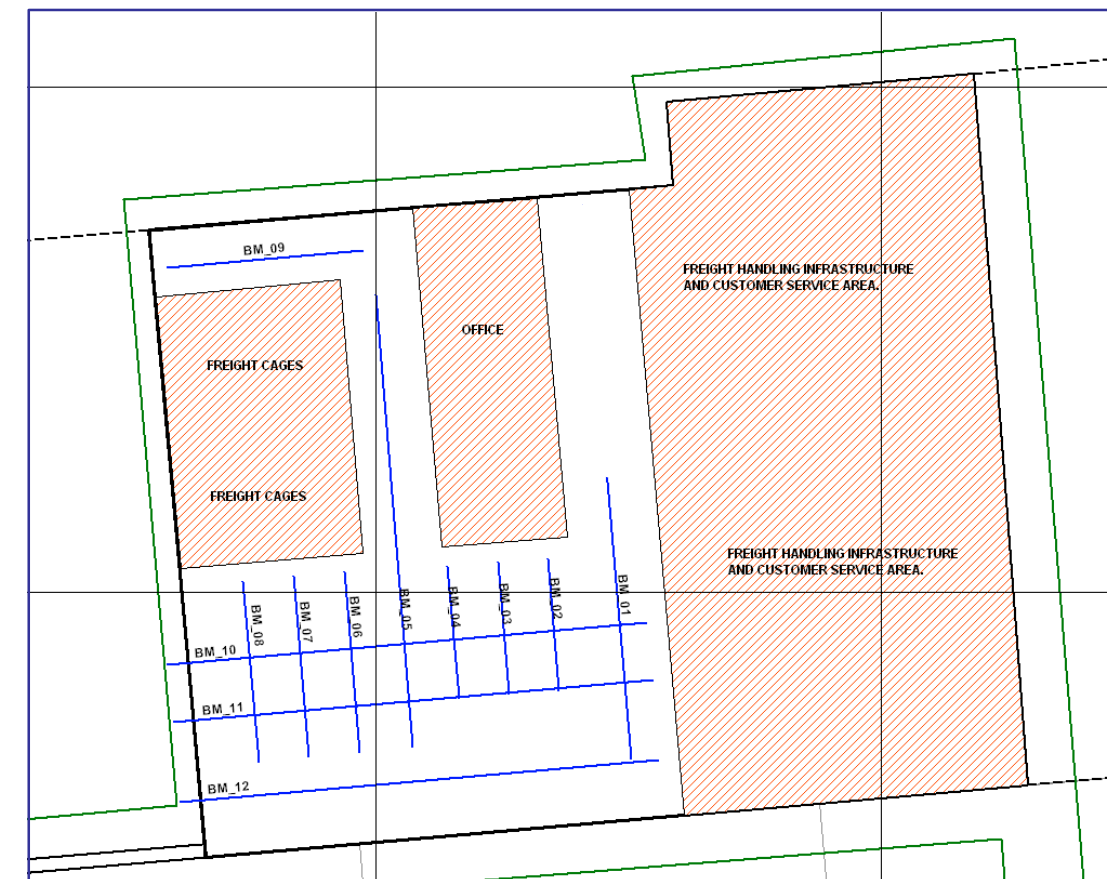 BM_09
FREIGHT HANDLING INFRASTRUCTURE
AND CUSTOMER SERVICE AREA.
OFFICE
FREIGHT CAGES
FREIGHT CAGES
FREIGHT HANDLING INFRASTRUCTURE
AND CUSTOMER SERVICE AREA.
BM_08
BM_07
BM_06
BM_05
BM_04
BM_03
BM_02
BM_01
BM_10
BM_11
BM_12